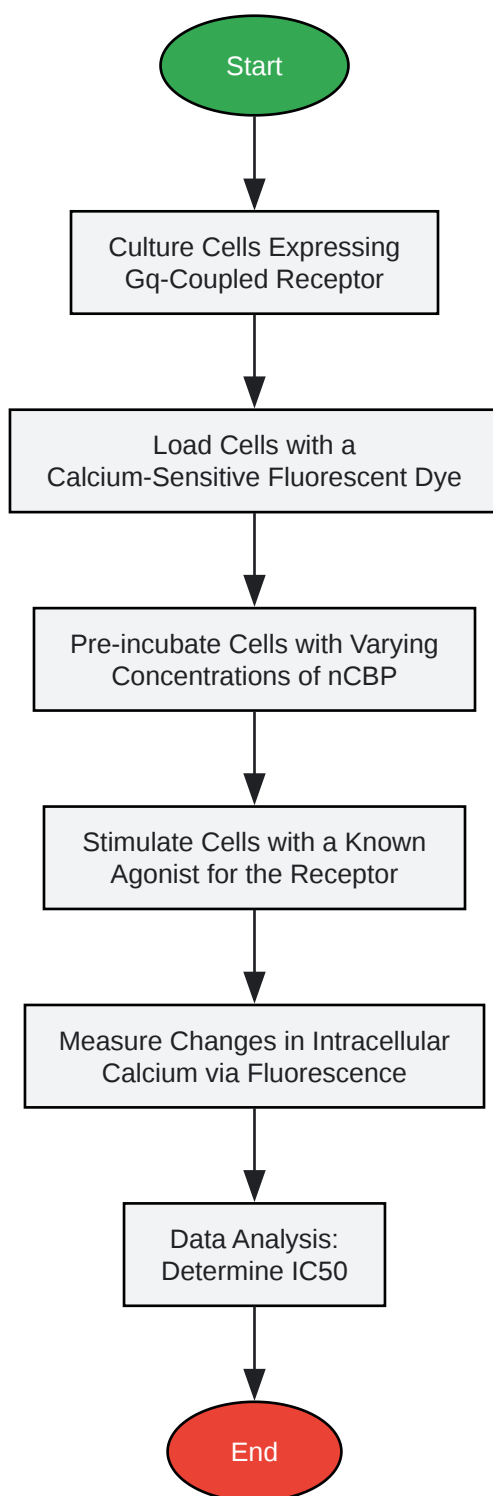 Start
Culture Cells Expressing
Gq-Coupled Receptor
Load Cells with a
Calcium-Sensitive Fluorescent Dye
Pre-incubate Cells with Varying
Concentrations of nCBP
Stimulate Cells with a Known
Agonist for the Receptor
Measure Changes in Intracellular
Calcium via Fluorescence
Data Analysis:
Determine IC50
End